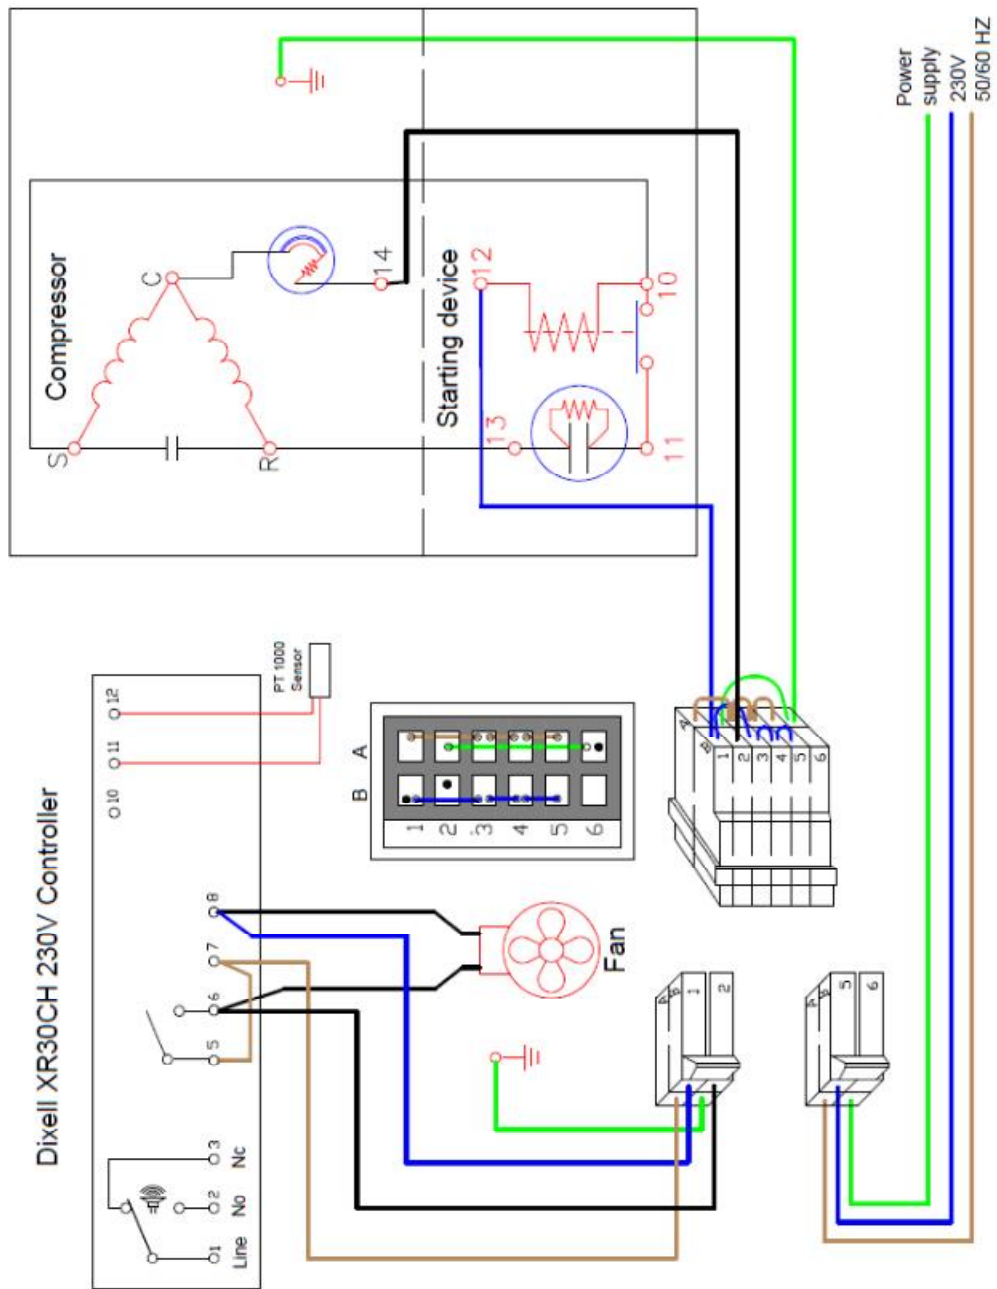 Power
supply
230V
50/60 HZ
Compressor
S
C
R
14
Starting device
12
10
13
11
Dixell XR30CH 230V Controller
1
2
3
Line
No
Nc
5
6
7
8
10
11
12
PT 1000
Sensor
Fan
A
B
1
2
3
4
5
6
A
B
1
2
3
4
5
6
A
B
1
2
A
B
5
6